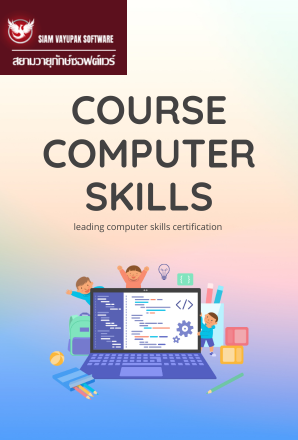 SIAM VAYUPAK SOFTWARE
สยามวายุภักษ์ซอฟต์แวร์
COURSE
COMPUTER
SKILLS
leading computer skills certification
</>
{ }